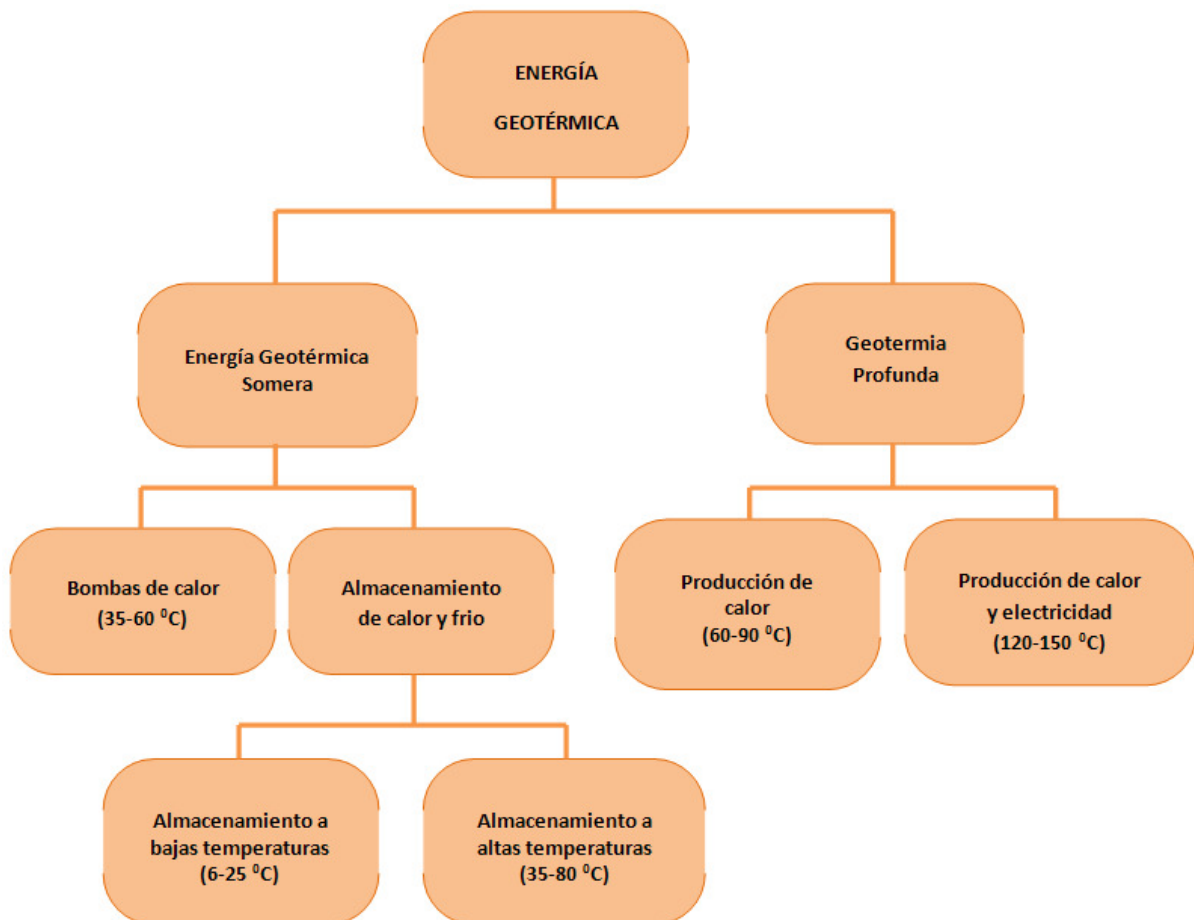 ENERGÍA
GEOTÉRMICA
Energía Geotérmica
Somera
Geotermia
Profunda
Bombas de calor
(35-60 ⁰C)
Almacenamiento
de calor y frio
Producción de
calor
(60-90 ⁰C)
Producción de calor
y electricidad
(120-150 ⁰C)
Almacenamiento a
bajas temperaturas
(6-25 ⁰C)
Almacenamiento a
altas temperaturas
(35-80 ⁰C)